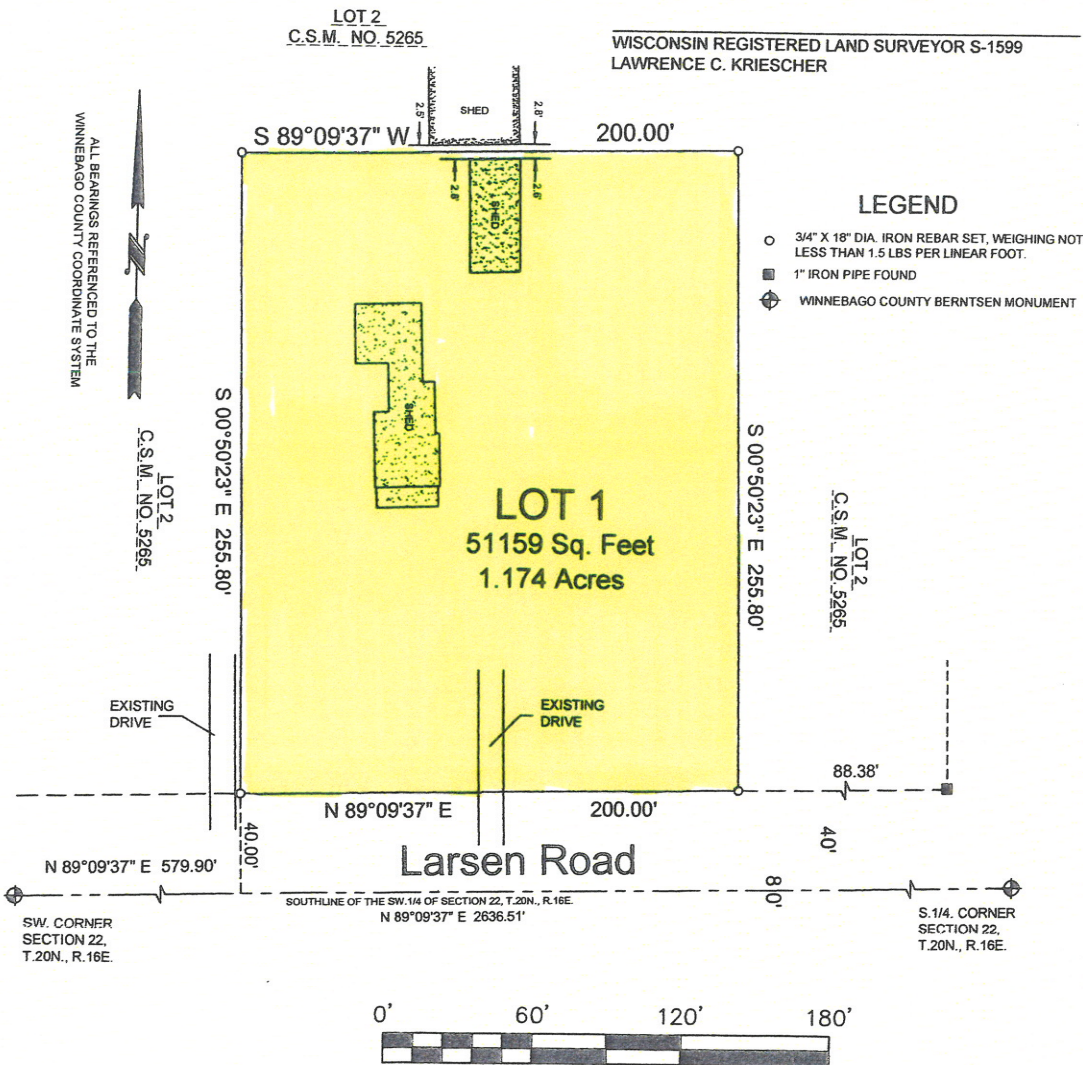 LOT 2
C.S.M. NO. 5265
WISCONSIN REGISTERED LAND SURVEYOR S-1599
LAWRENCE C. KRIESCHER
SHED
2.5'
2.8'
S 89°09'37" W
200.00'
2.8'
2.6'
SHED
ALL BEARINGS REFERENCED TO THE
WINNEBAGO COUNTY COORDINATE SYSTEM
LEGEND
3/4" X 18" DIA. IRON REBAR SET, WEIGHING NOT
LESS THAN 1.5 LBS PER LINEAR FOOT.
1" IRON PIPE FOUND
WINNEBAGO COUNTY BERNTSEN MONUMENT
S 00°50'23" E 255.80'
SHED
LOT 2
C.S.M. NO. 5265
LOT 1
51159 Sq. Feet
1.174 Acres
S 00°50'23" E 255.80'
LOT 2
C.S.M. NO. 5265
EXISTING
DRIVE
EXISTING
DRIVE
88.38'
N 89°09'37" E
200.00'
40.00'
40'
Larsen Road
N 89°09'37" E 579.90'
80'
SOUTHLINE OF THE SW.1/4 OF SECTION 22, T.20N., R.16E.
N 89°09'37" E 2636.51'
SW. CORNER
SECTION 22,
T.20N., R.16E.
S.1/4. CORNER
SECTION 22,
T.20N., R.16E.
0' 60' 120' 180'